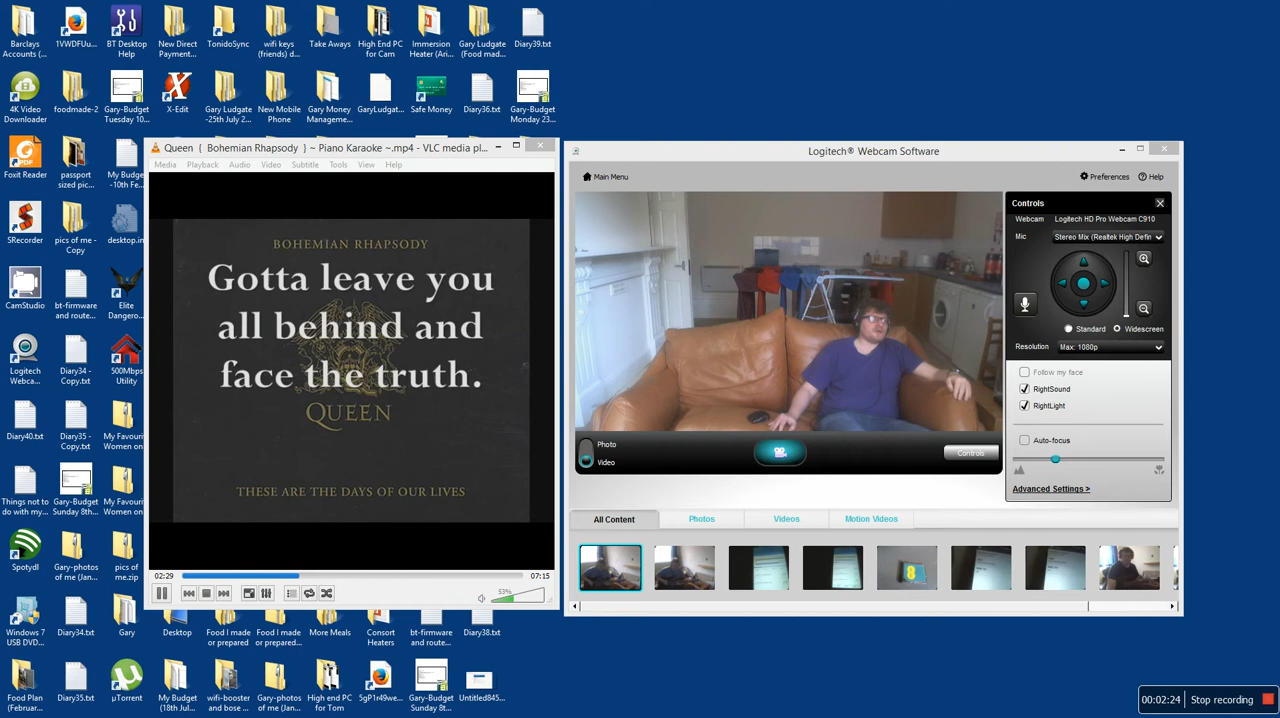 Barclays Accounts (...
1VWDFUu...
BT Desktop Help
New Direct Payment...
TonidoSync
wifi keys (friends) d...
Take Aways
High End PC for Cam
Immersion Heater (Ari...
Gary Ludgate (Food mad...
Diary39.txt
4K Video Downloader
foodmade-2
Gary-Budget Tuesday 10...
X-Edit
Gary Ludgate -25th July 2...
New Mobile Phone
Gary Money Manageme...
GaryLudgat...
Safe Money
Diary36.txt
Gary-Budget Monday 23...
Foxit Reader
passport sized pic...
My Budget -10th Fe...
SRecorder
pics of me - Copy
desktop.in
CamStudio
bt-firmware and route...
Elite Dangero...
Logitech Webca...
Diary34 - Copy.txt
500Mbps Utility
Diary40.txt
Diary35 - Copy.txt
My Favouri Women on
Things not to do with my...
Gary-Budget Sunday 8th...
My Favouri Women on
Spotydl
Gary-photos of me (Jan...
pics of me.zip
Windows 7 USB DVD...
Diary34.txt
Gary
Desktop
Food I made or prepared
Food I made or prepared ...
More Meals
Consort Heaters
bt-firmware and route...
Diary38.txt
Food Plan (Februar...
Diary35.txt
µTorrent
My Budget (18th Jul...
wifi-booster and bose ...
Gary-photos of me (Jan...
High end PC for Tom
5gP1r49we...
Gary-Budget Sunday 8t...
Untitled845...
Queen { Bohemian Rhapsody } ~ Piano Karaoke ~.mp4 - VLC media pl...
Media Playback Audio Video Subtitle Tools View Help
BOHEMIAN RHAPSODY
Gotta leave you
all behind and
face the truth.
QUEEN
THESE ARE THE DAYS OF OUR LIVES
02:29
07:15
53%
Logitech® Webcam Software
Main Menu
Preferences
Help
Controls
Webcam Logitech HD Pro Webcam C910
Mic Stereo Mix (Realtek High Defin
Standard Widescreen
Resolution Max: 1080p
Follow my face
RightSound
RightLight
Auto-focus
Advanced Settings >
Photo
Video
Controls
All Content Photos Videos Motion Videos
8
00:02:24 Stop recording